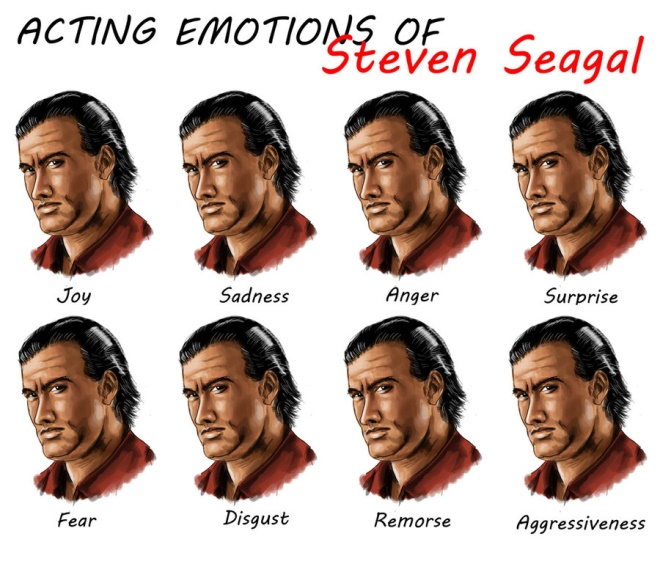 ACTING EMOTIONS OF
Steven Seagal
Joy
Sadness
Anger
Surprise
Fear
Disgust
Remorse
Aggressiveness